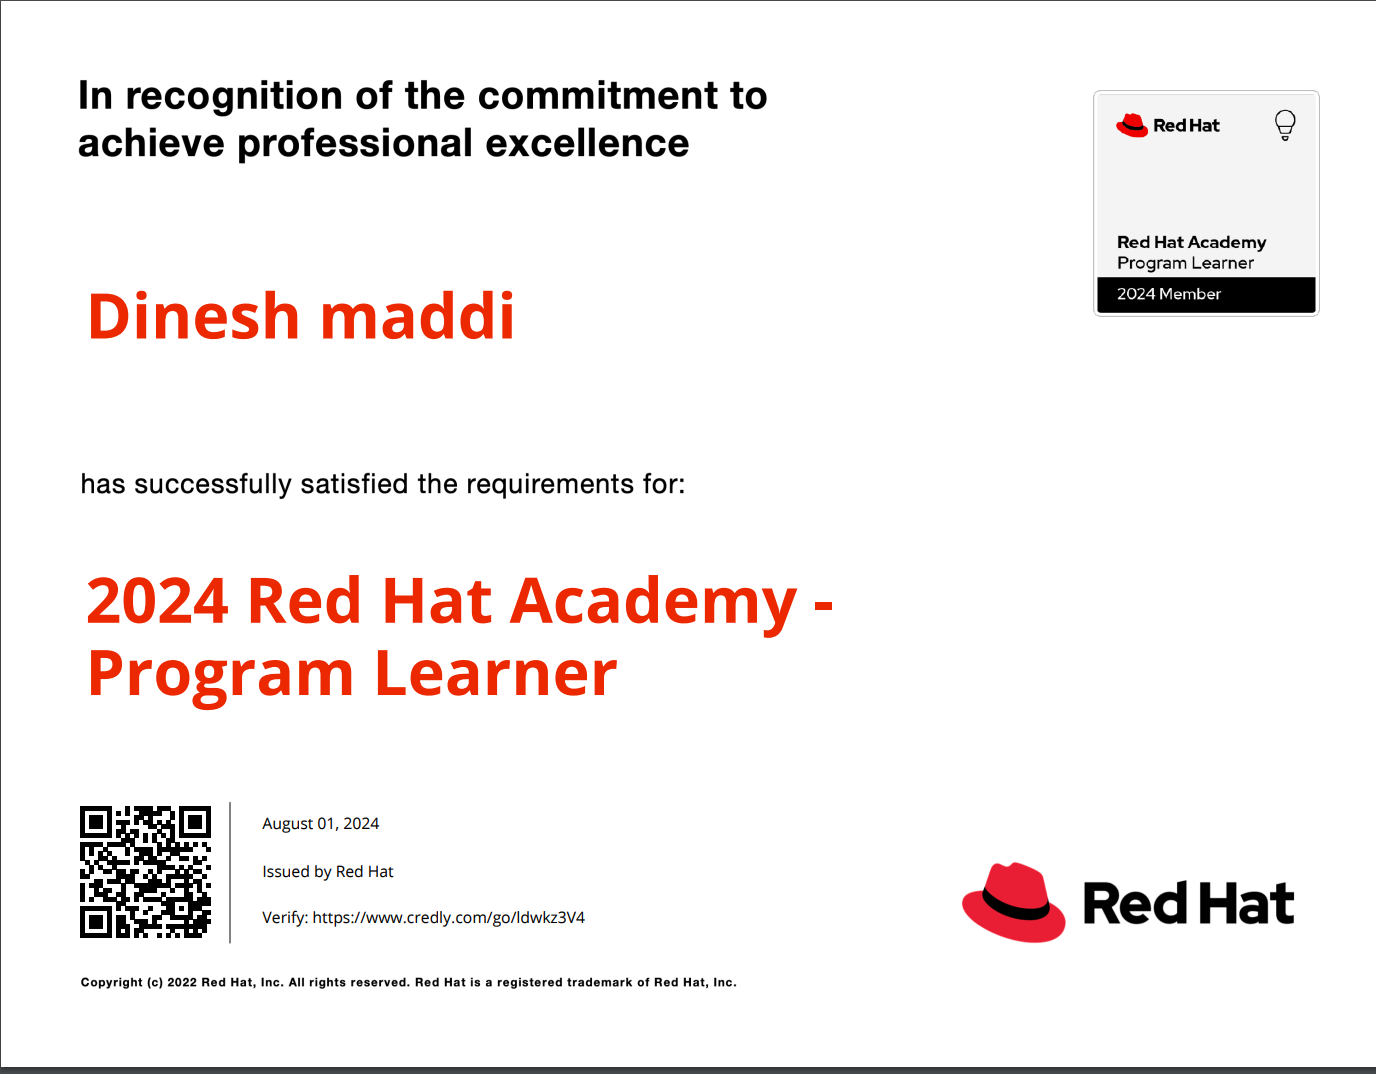 In recognition of the commitment to
achieve professional excellence
Red Hat
Red Hat Academy
Program Learner
2024 Member
Dinesh maddi
has successfully satisfied the requirements for:
2024 Red Hat Academy -
Program Learner
August 01, 2024
Issued by Red Hat
Verify: https://www.credly.com/go/ldwkz3V4
Red Hat
Copyright (c) 2022 Red Hat, Inc. All rights reserved. Red Hat is a registered trademark of Red Hat, Inc.